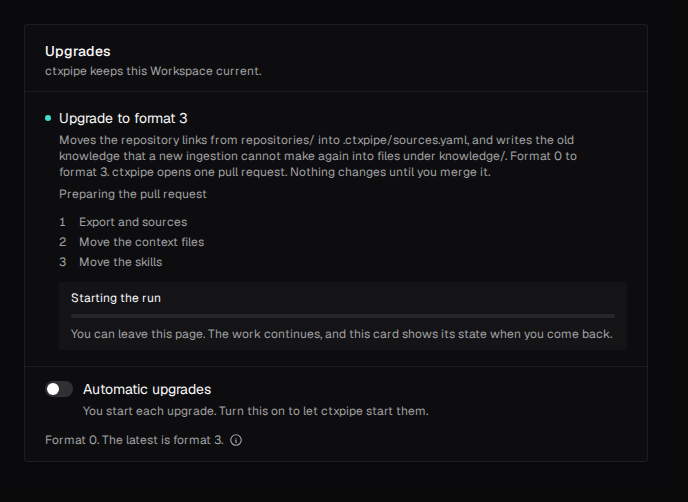 Upgrades
ctxpipe keeps this Workspace current.
Upgrade to format 3
Moves the repository links from repositories/ into .ctxpipe/sources.yaml, and writes the old
knowledge that a new ingestion cannot make again into files under knowledge/. Format 0 to
format 3. ctxpipe opens one pull request. Nothing changes until you merge it.
Preparing the pull request
1 Export and sources
2 Move the context files
3 Move the skills
Starting the run
You can leave this page. The work continues, and this card shows its state when you come back.
Automatic upgrades
You start each upgrade. Turn this on to let ctxpipe start them.
Format 0. The latest is format 3.